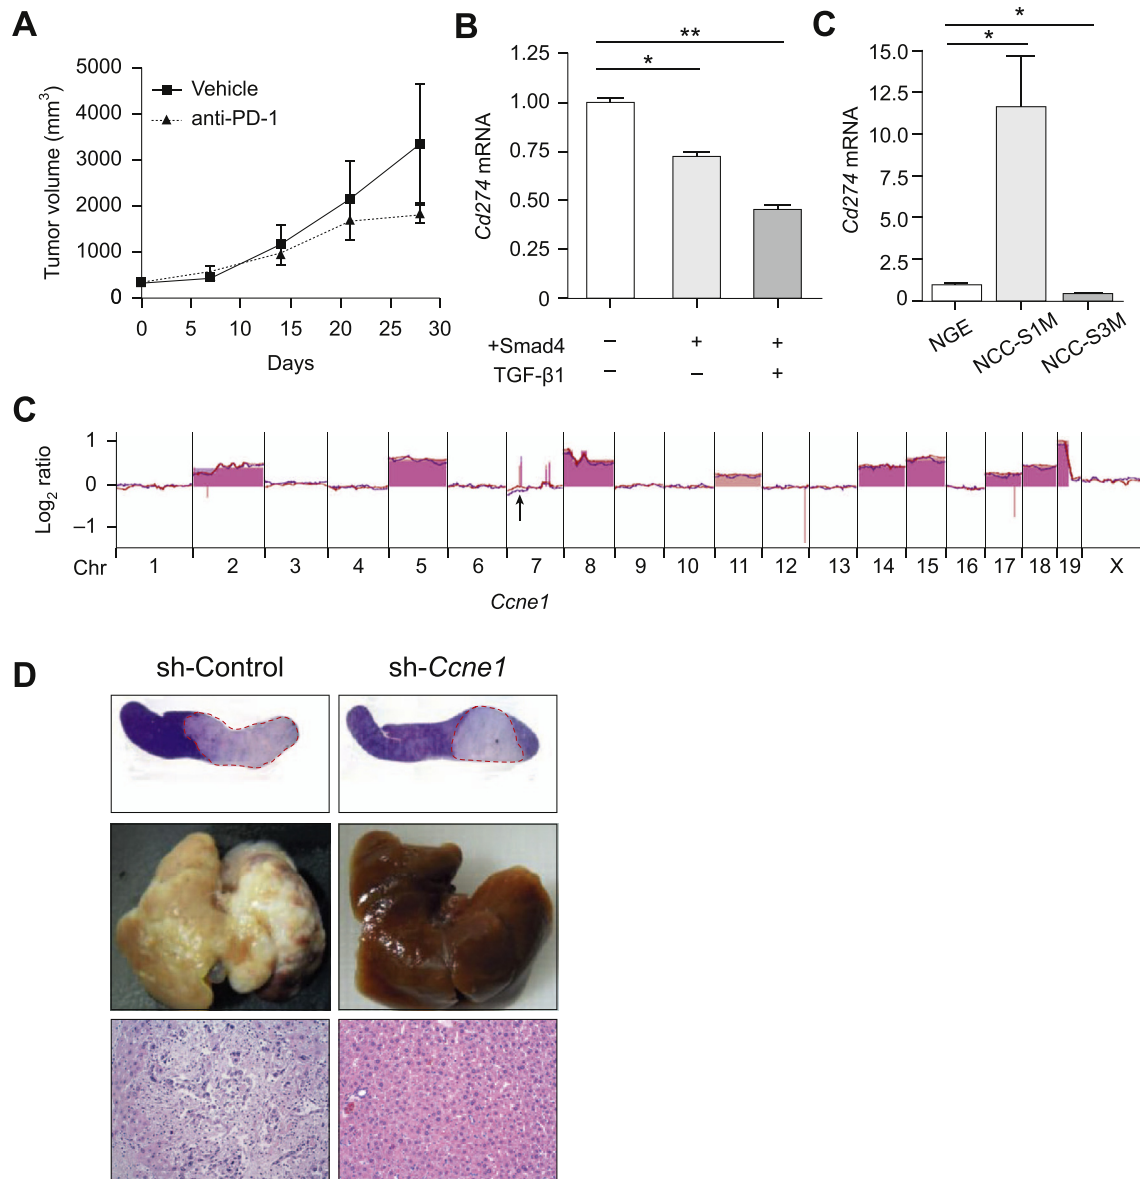 A
Tumor volume (mm³)
5000
4000
3000
2000
1000
0
Vehicle
anti-PD-1
0 5 10 15 20 25 30
Days
B
Cd274 mRNA
1.25
1.00
0.75
0.50
0.25
0
**
*
+Smad4 – + +
TGF-β1 – – +
C
Cd274 mRNA
15.0
12.5
10.0
7.5
5.0
2.5
0
*
*
NGE
NCC-S1M
NCC-S3M
C
Log₂ ratio
1
0
–1
Chr 1 2 3 4 5 6 7 8 9 10 11 12 13 14 15 16 17 18 19 X
Ccne1
D
sh-Control sh-Ccne1